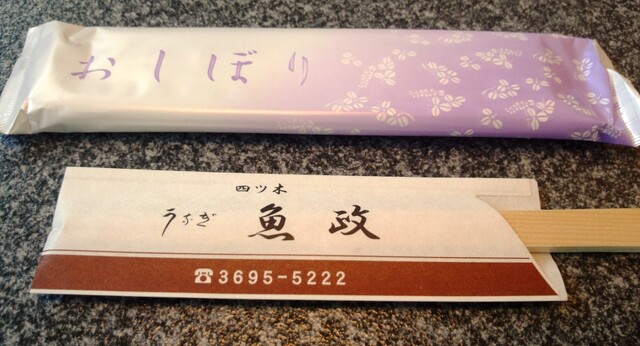 おしぼり
四ツ木
うなぎ 魚政
☎3695-5222